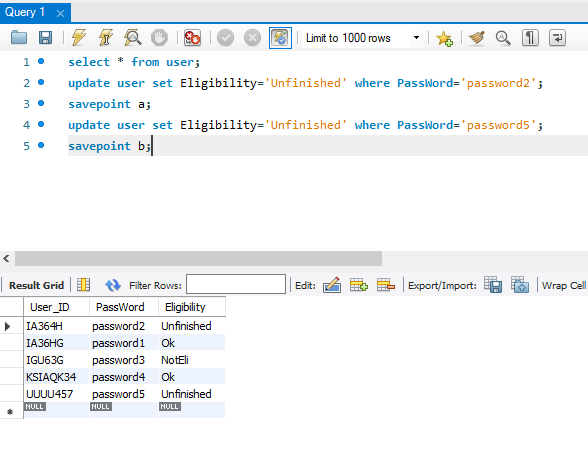 Query 1
Limit to 1000 rows
1 select * from user;
2 update user set Eligibility='Unfinished' where PassWord='password2';
3 savepoint a;
4 update user set Eligibility='Unfinished' where PassWord='password5';
5 savepoint b;
Result Grid Filter Rows: Edit: Export/Import: Wrap Cell
User_ID PassWord Eligibility
IA364H password2 Unfinished
IA36HG password1 Ok
IGU63G password3 NotEli
KSIAQK34 password4 Ok
UUUU457 password5 Unfinished
NULL NULL NULL